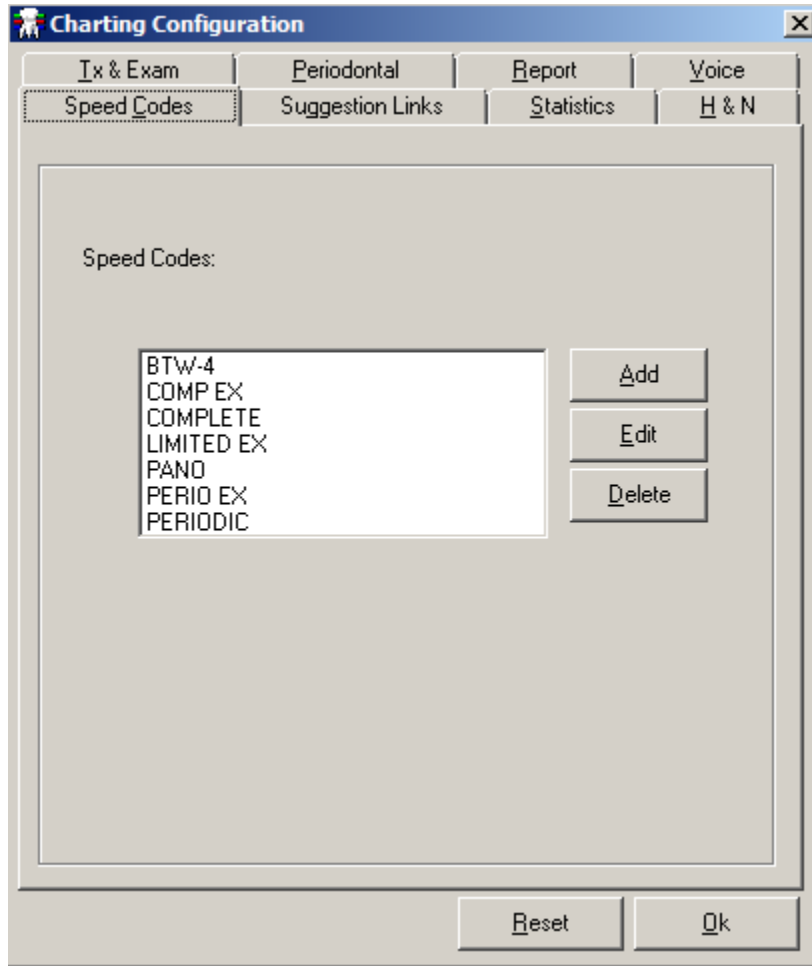 Charting Configuration
Tx & Exam Periodontal Report Voice
Speed Codes Suggestion Links Statistics H & N
Speed Codes:
BTW-4
COMP EX
COMPLETE
LIMITED EX
PANO
PERIO EX
PERIODIC
Add
Edit
Delete
Reset Ok